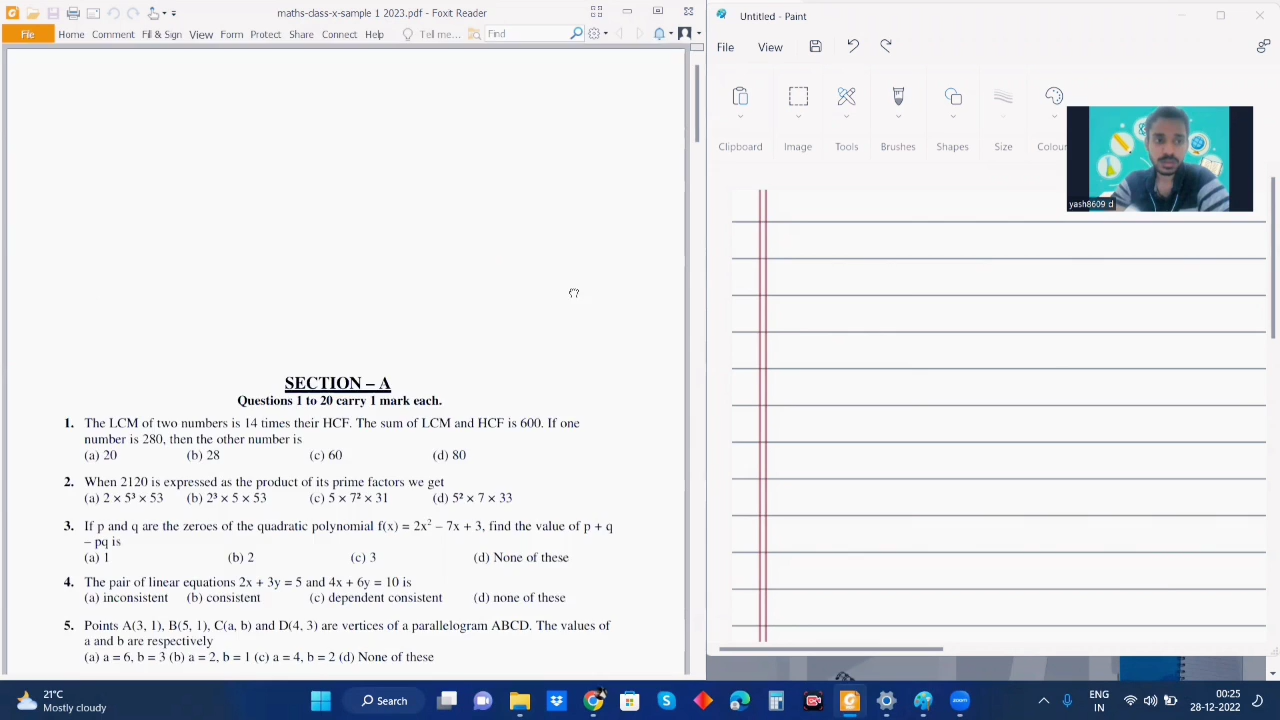 maths-class-x-sample 1 2023.pdf - Foxit Reader
File Home Comment Fill & Sign View Form Protect Share Connect Help Tell me... Find
SECTION – A
Questions 1 to 20 carry 1 mark each.
1. The LCM of two numbers is 14 times their HCF. The sum of LCM and HCF is 600. If one
number is 280, then the other number is
(a) 20 (b) 28 (c) 60 (d) 80
2. When 2120 is expressed as the product of its prime factors we get
(a) 2 × 5³ × 53 (b) 2³ × 5 × 53 (c) 5 × 7² × 31 (d) 5² × 7 × 33
3. If p and q are the zeroes of the quadratic polynomial f(x) = 2x² – 7x + 3, find the value of p + q
– pq is
(a) 1 (b) 2 (c) 3 (d) None of these
4. The pair of linear equations 2x + 3y = 5 and 4x + 6y = 10 is
(a) inconsistent (b) consistent (c) dependent consistent (d) none of these
5. Points A(3, 1), B(5, 1), C(a, b) and D(4, 3) are vertices of a parallelogram ABCD. The values of
a and b are respectively
(a) a = 6, b = 3 (b) a = 2, b = 1 (c) a = 4, b = 2 (d) None of these
Untitled - Paint
File View
Clipboard Image Tools Brushes Shapes Size Colou
yash8609 d
21°C
Mostly cloudy
Search
ENG
IN
00:25
28-12-2022